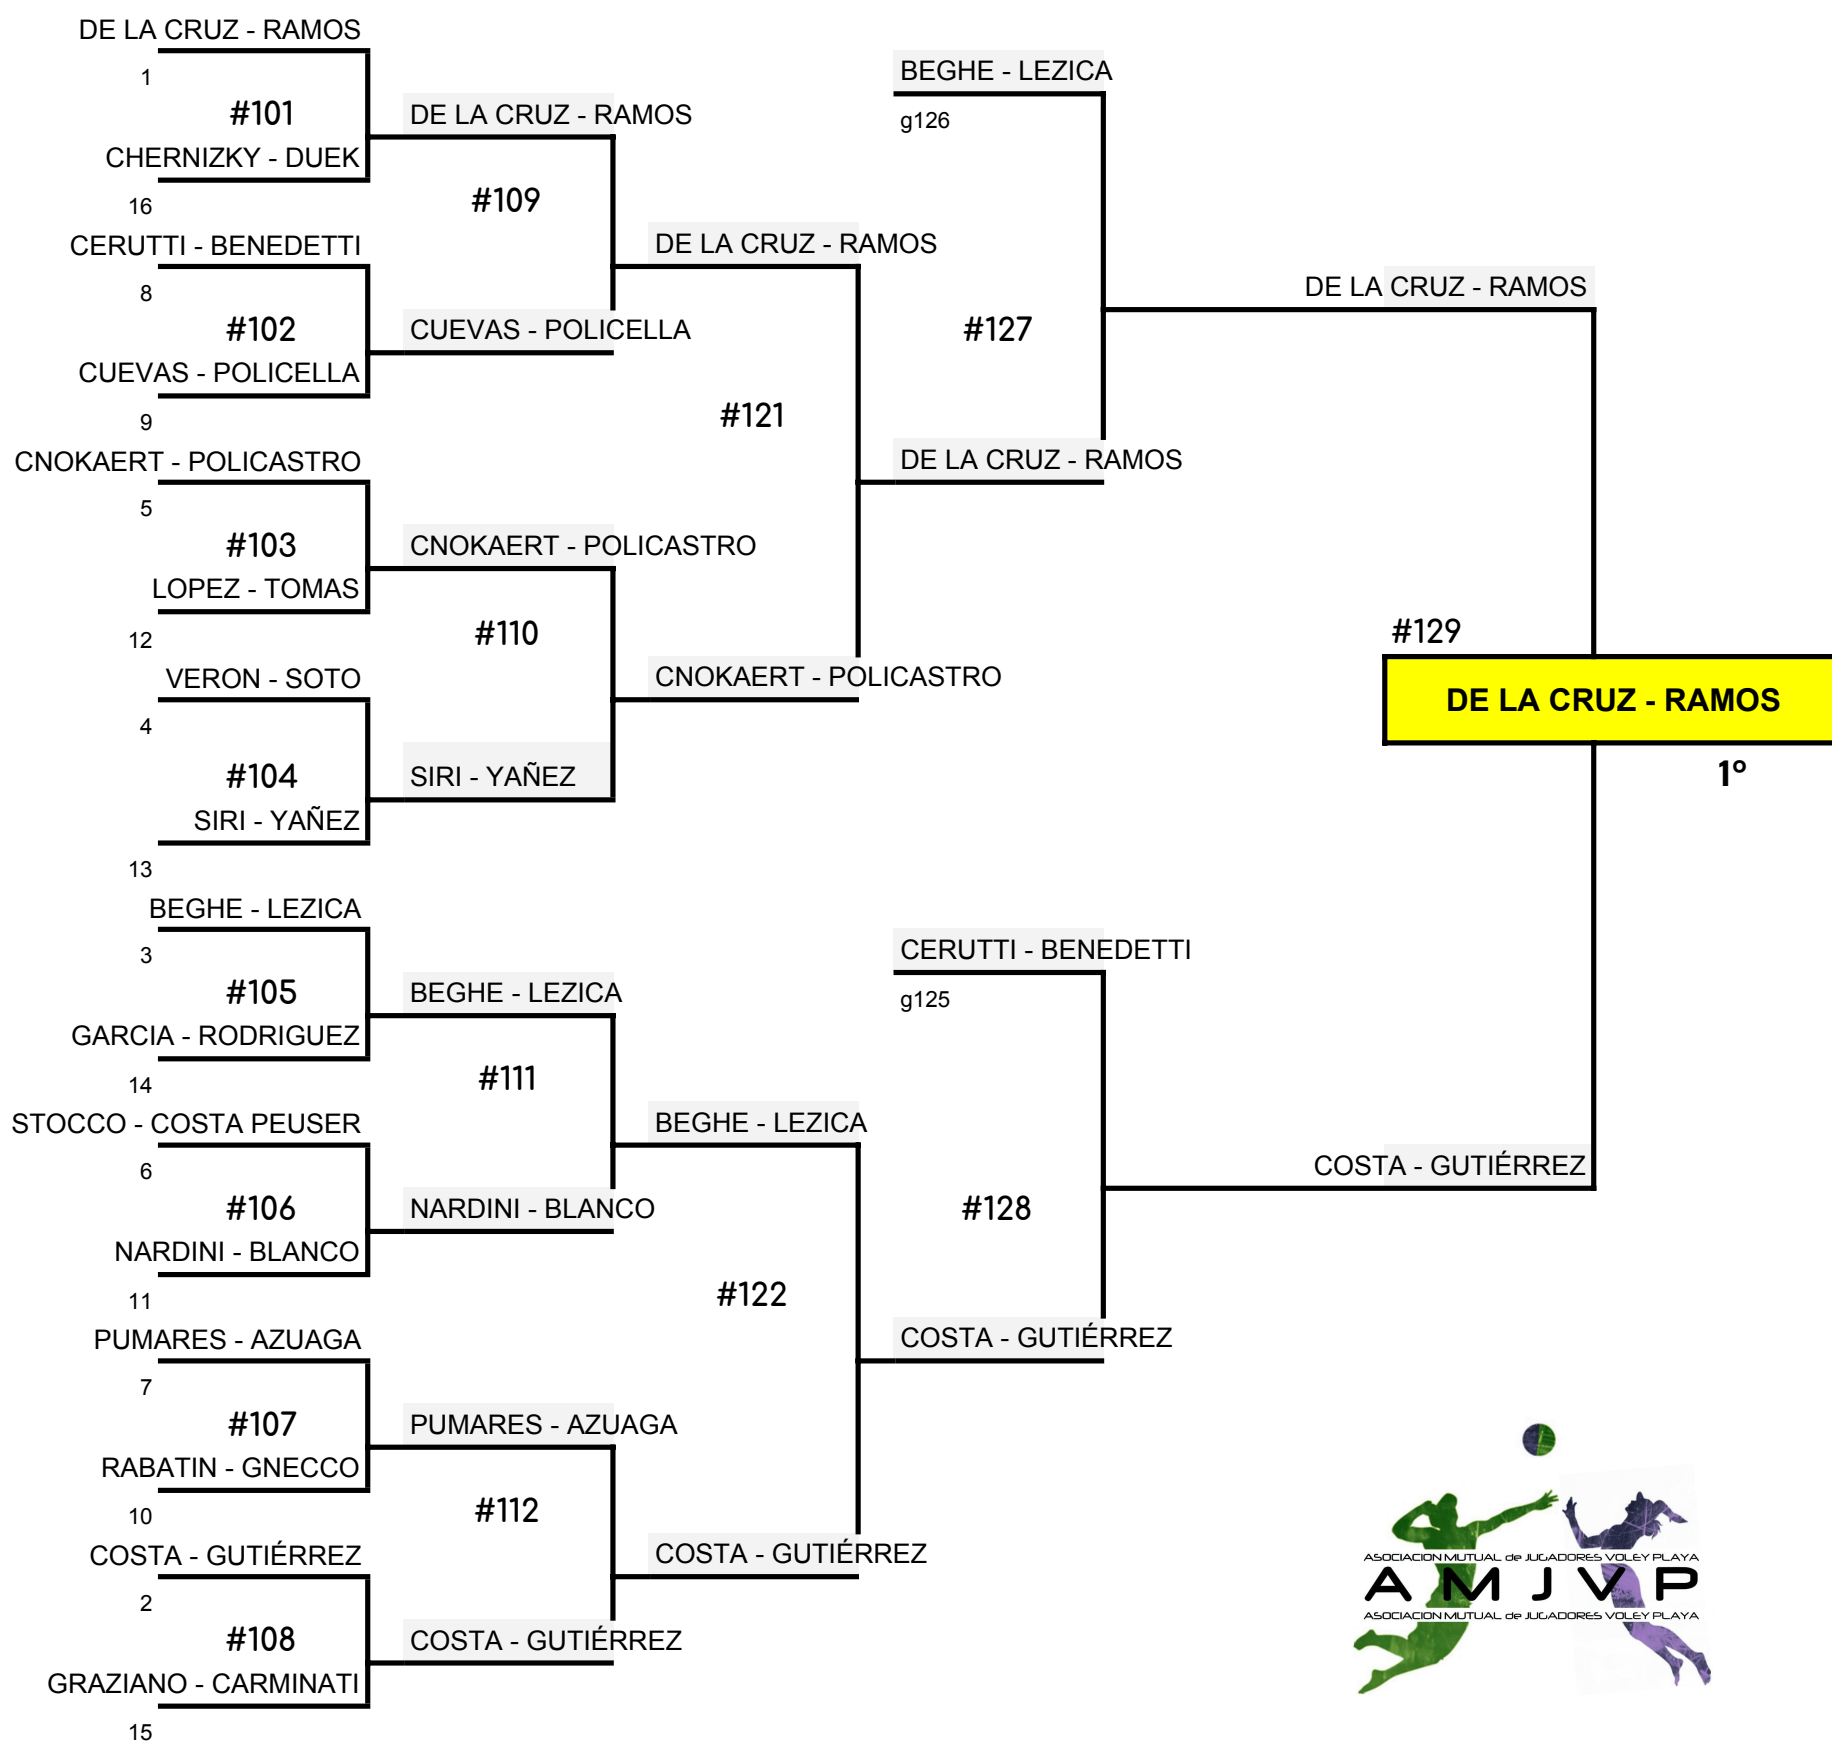 DE LA CRUZ - RAMOS
1
#101
CHERNIZKY - DUEK
16
CERUTTI - BENEDETTI
8
#102
CUEVAS - POLICELLA
9
CNOKAERT - POLICASTRO
5
#103
LOPEZ - TOMAS
12
VERON - SOTO
4
#104
SIRI - YAÑEZ
13
BEGHE - LEZICA
3
#105
GARCIA - RODRIGUEZ
14
STOCCO - COSTA PEUSER
6
#106
NARDINI - BLANCO
11
PUMARES - AZUAGA
7
#107
RABATIN - GNECCO
10
COSTA - GUTIÉRREZ
2
#108
GRAZIANO - CARMINATI
15
DE LA CRUZ - RAMOS
#109
CUEVAS - POLICELLA
CNOKAERT - POLICASTRO
#110
SIRI - YAÑEZ
BEGHE - LEZICA
#111
NARDINI - BLANCO
PUMARES - AZUAGA
#112
COSTA - GUTIÉRREZ
DE LA CRUZ - RAMOS
#121
CNOKAERT - POLICASTRO
BEGHE - LEZICA
#122
COSTA - GUTIÉRREZ
BEGHE - LEZICA
g126
#127
DE LA CRUZ - RAMOS
CERUTTI - BENEDETTI
g125
#128
COSTA - GUTIÉRREZ
DE LA CRUZ - RAMOS
#129
DE LA CRUZ - RAMOS
1º
COSTA - GUTIÉRREZ
ASOCIACION MUTUAL de JUGADORES VOLEY PLAYA
AMJVP
ASOCIACION MUTUAL de JUGADORES VOLEY PLAYA